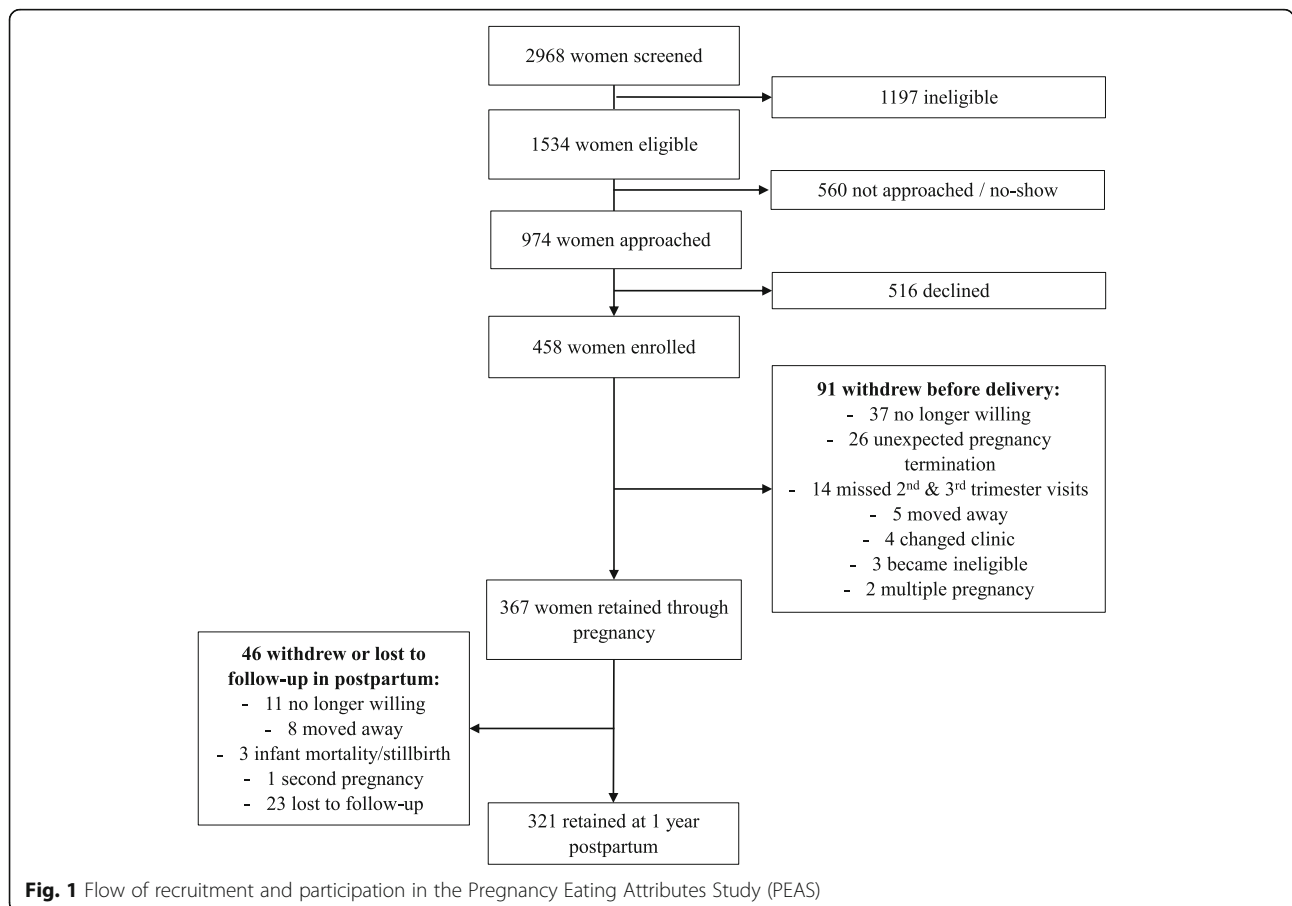 2968 women screened
1197 ineligible
1534 women eligible
560 not approached / no-show
974 women approached
516 declined
458 women enrolled
91 withdrew before delivery:
- 37 no longer willing
- 26 unexpected pregnancy
termination
- 14 missed 2nd & 3rd trimester visits
- 5 moved away
- 4 changed clinic
- 3 became ineligible
- 2 multiple pregnancy
367 women retained through
pregnancy
46 withdrew or lost to
follow-up in postpartum:
- 11 no longer willing
- 8 moved away
- 3 infant mortality/stillbirth
- 1 second pregnancy
- 23 lost to follow-up
321 retained at 1 year
postpartum
Fig. 1 Flow of recruitment and participation in the Pregnancy Eating Attributes Study (PEAS)